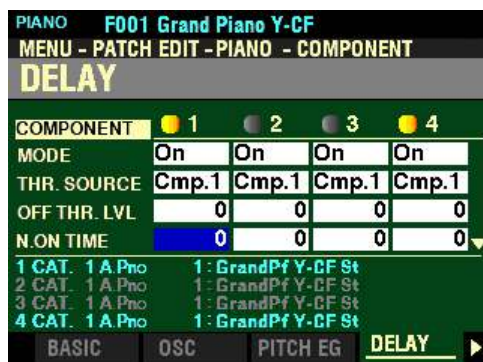 PIANO F001 Grand Piano Y-CF
MENU - PATCH EDIT -PIANO - COMPONENT
DELAY
COMPONENT 1 2 3 4
MODE On On On On
THR. SOURCE Cmp.1 Cmp.1 Cmp.1 Cmp.1
OFF THR. LVL 0 0 0 0
N.ON TIME 0 0 0 0
1 CAT. 1 A.Pno 1: GrandPf Y-CF St
2 CAT. 1 A.Pno 1: GrandPf Y-CF St
3 CAT. 1 A.Pno 1: GrandPf Y-CF St
4 CAT. 1 A.Pno 1: GrandPf Y-CF St
BASIC OSC PITCH EG DELAY